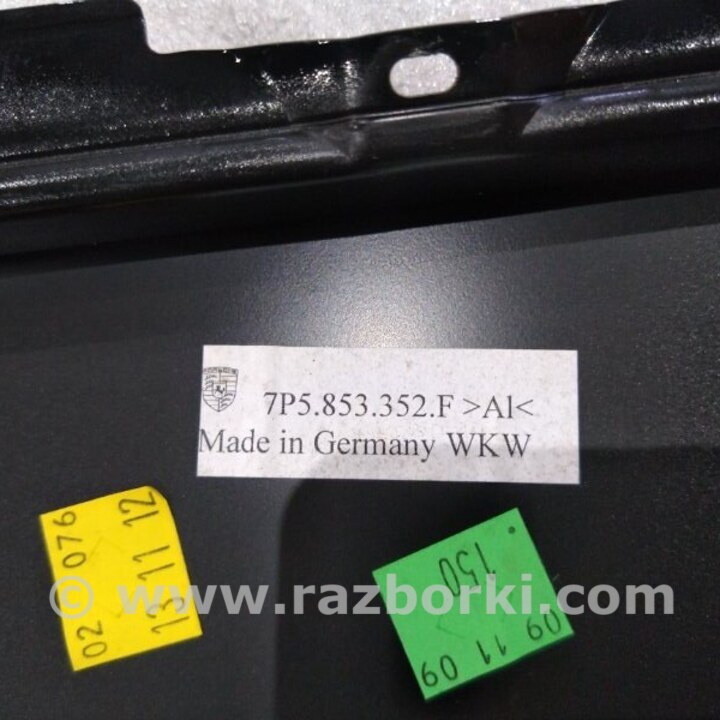 7P5.853.352.F >Al<
Made in Germany WKW
02 076
13 11 12
150
09 11 09
© www.razborki.com